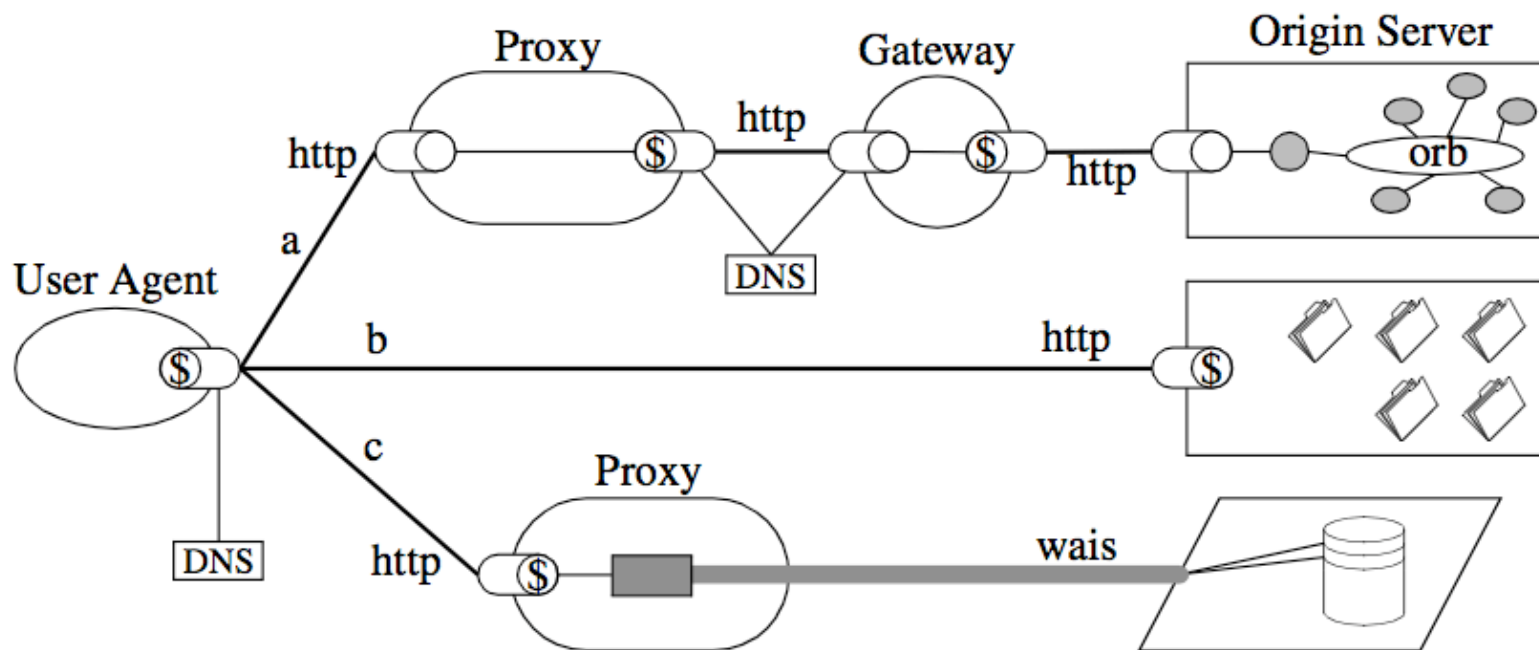 Proxy
Gateway
Origin Server
http
http
http
$
$
orb
a
DNS
User Agent
b
http
$
$
c
Proxy
DNS
http
$
wais